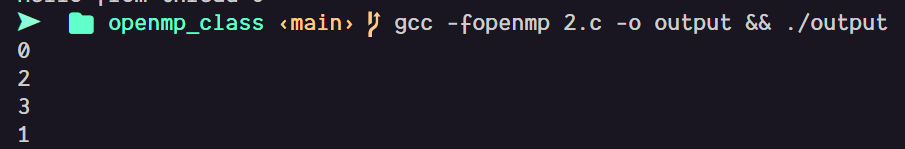 openmp_class ‹main› gcc -fopenmp 2.c -o output && ./output
0
2
3
1